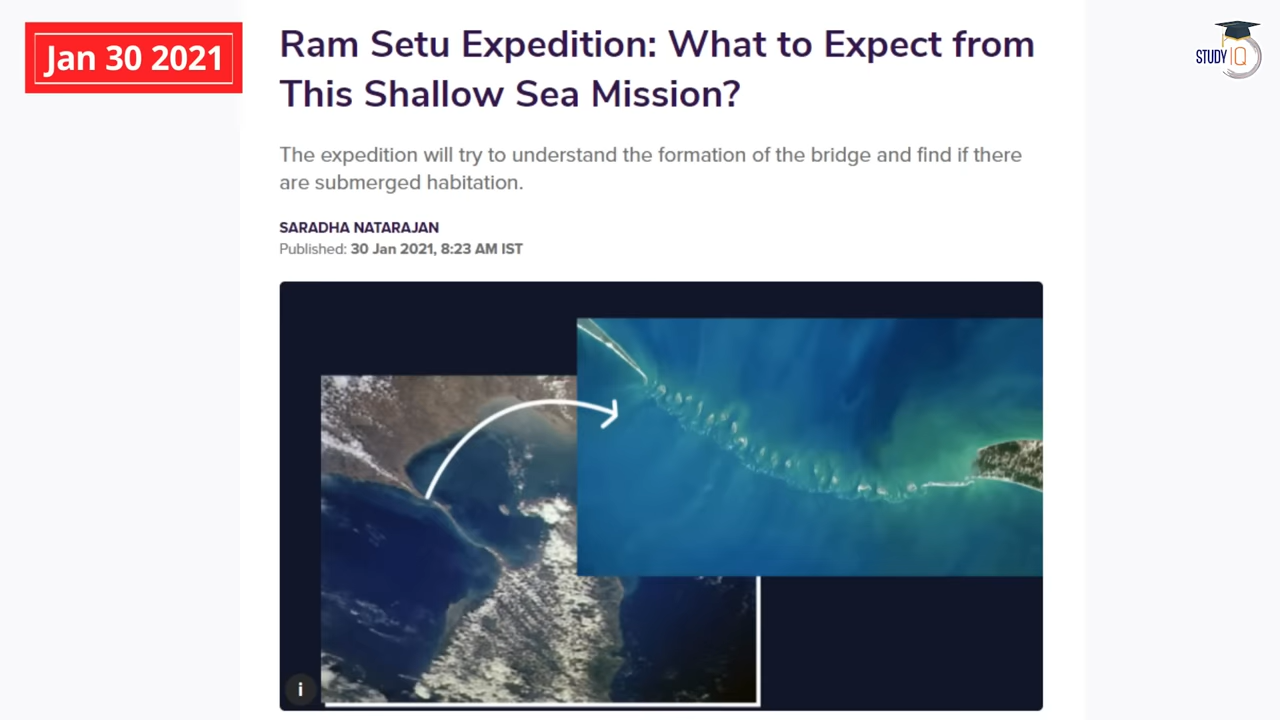 Jan 30 2021
Ram Setu Expedition: What to Expect from
This Shallow Sea Mission?
STUDY IQ
The expedition will try to understand the formation of the bridge and find if there
are submerged habitation.
SARADHA NATARAJAN
Published: 30 Jan 2021, 8:23 AM IST
i